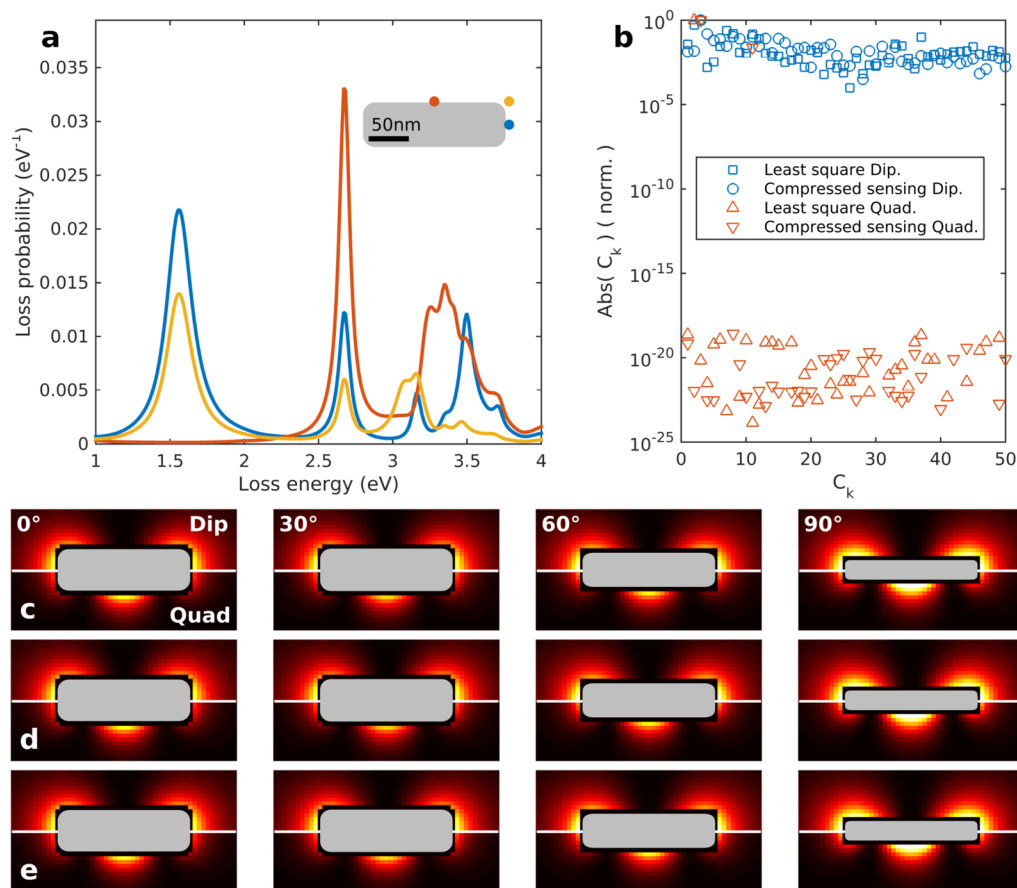 a
Loss probability (eV⁻¹)
0.035
0.03
0.025
0.02
0.015
0.01
0.005
0
50nm
1
1.5
2
2.5
3
3.5
4
Loss energy (eV)
b
Abs( C_k ) ( norm. )
10⁰
10⁻⁵
10⁻¹⁰
10⁻¹⁵
10⁻²⁰
10⁻²⁵
Least square Dip.
Compressed sensing Dip.
Least square Quad.
Compressed sensing Quad.
0
10
20
30
40
50
C_k
0°
Dip
30°
60°
90°
c
Quad
d
e